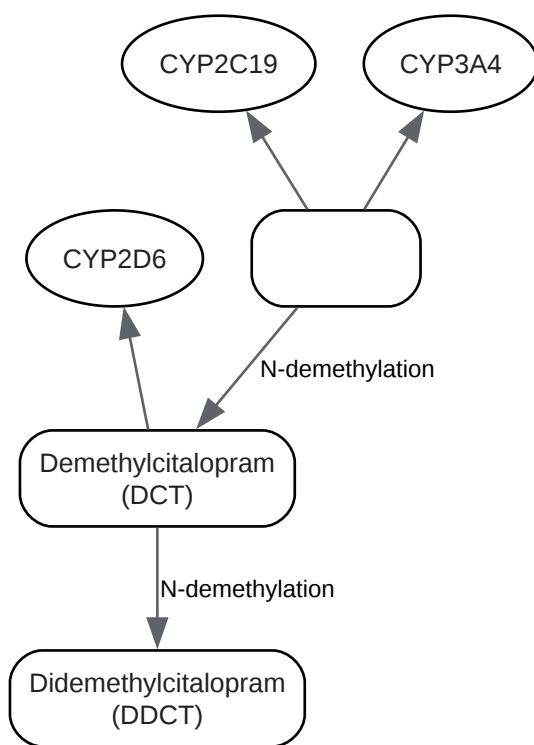 CYP2C19
CYP3A4
CYP2D6
N-demethylation
Demethylcitalopram
(DCT)
N-demethylation
Didemethylcitalopram
(DDCT)